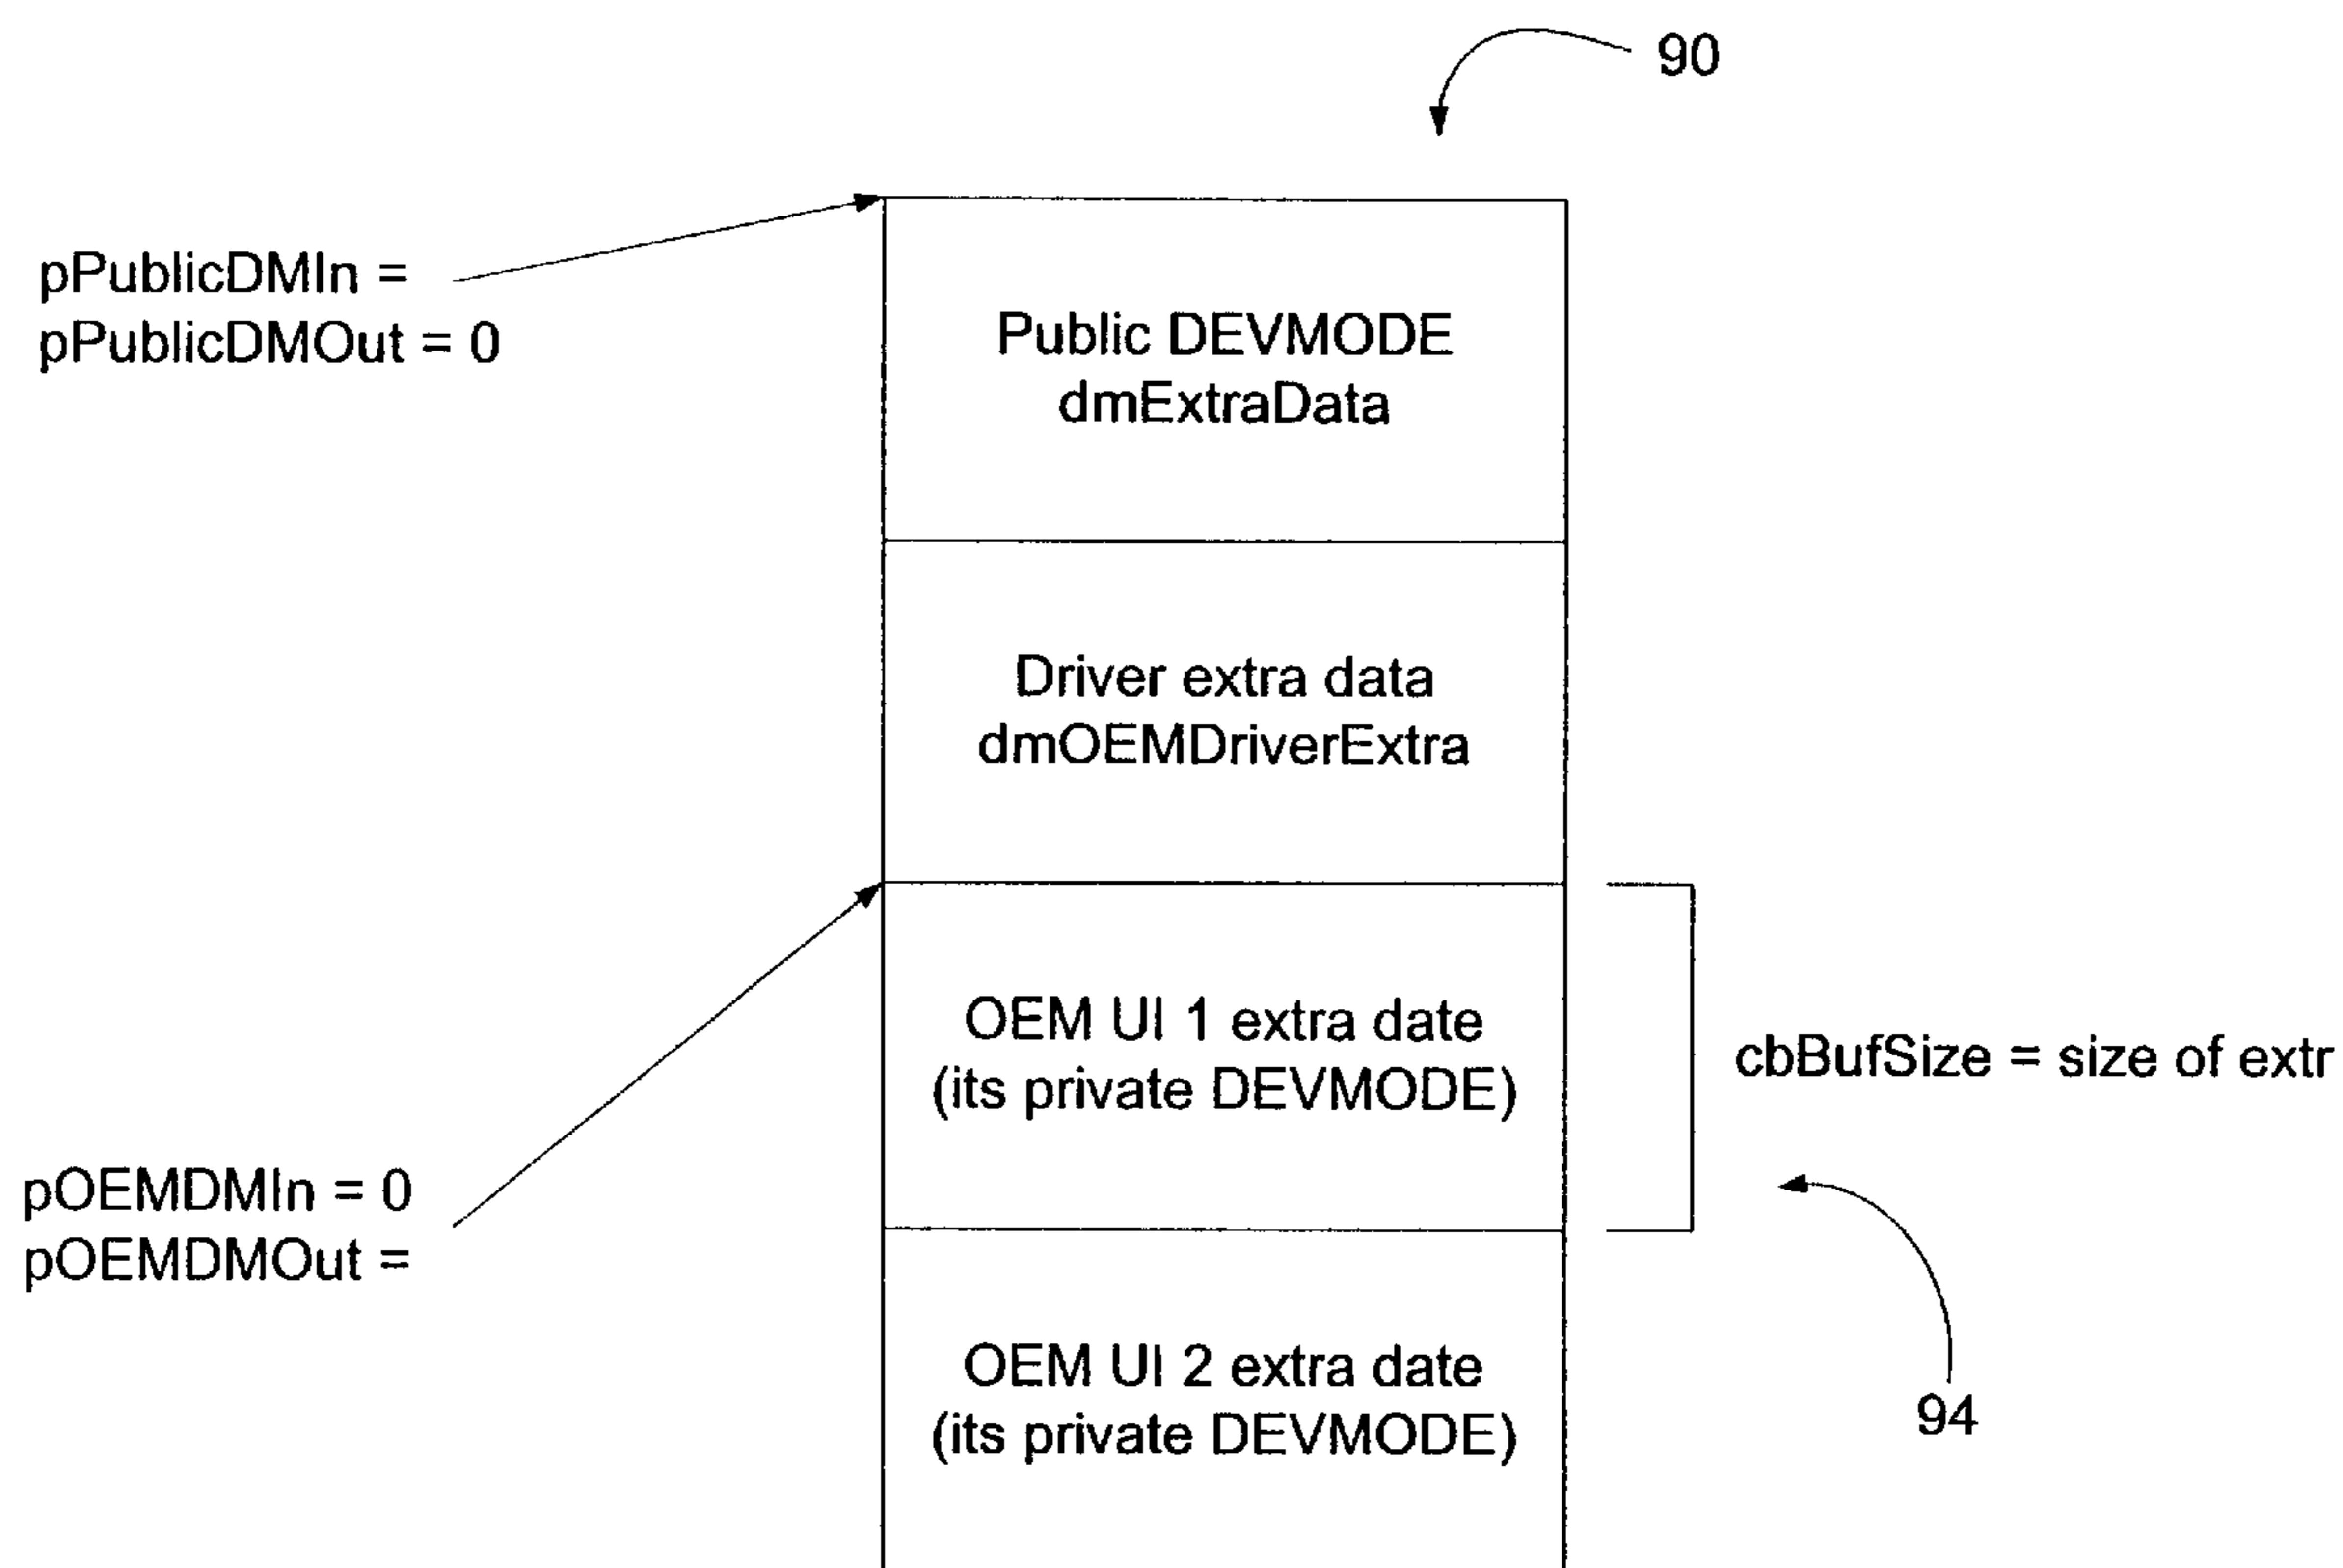 90
pPublicDMIn =
pPublicDMOut = 0
Public DEVMODE
dmExtraData
Driver extra data
dmOEMDriverExtra
OEM UI 1 extra date
(its private DEVMODE)
cbBufSize = size of extr
pOEMDMIn = 0
pOEMDMOut =
OEM UI 2 extra date
(its private DEVMODE)
94